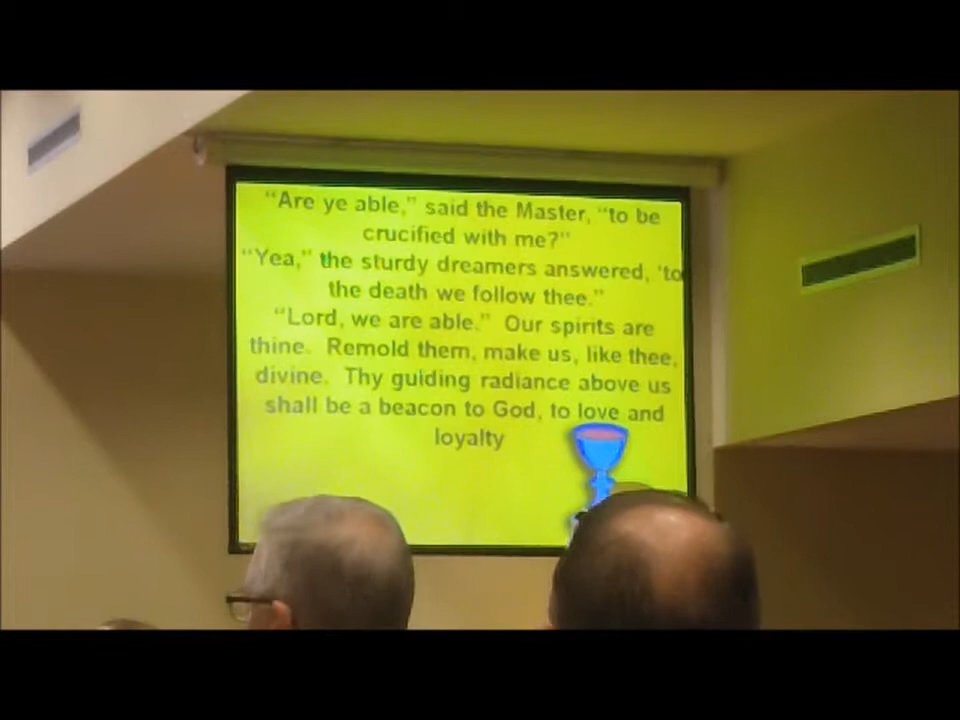 “Are ye able,” said the Master, “to be
crucified with me?”
“Yea,” the sturdy dreamers answered, ‘to
the death we follow thee.”
“Lord, we are able.” Our spirits are
thine. Remold them, make us, like thee,
divine. Thy guiding radiance above us
shall be a beacon to God, to love and
loyalty